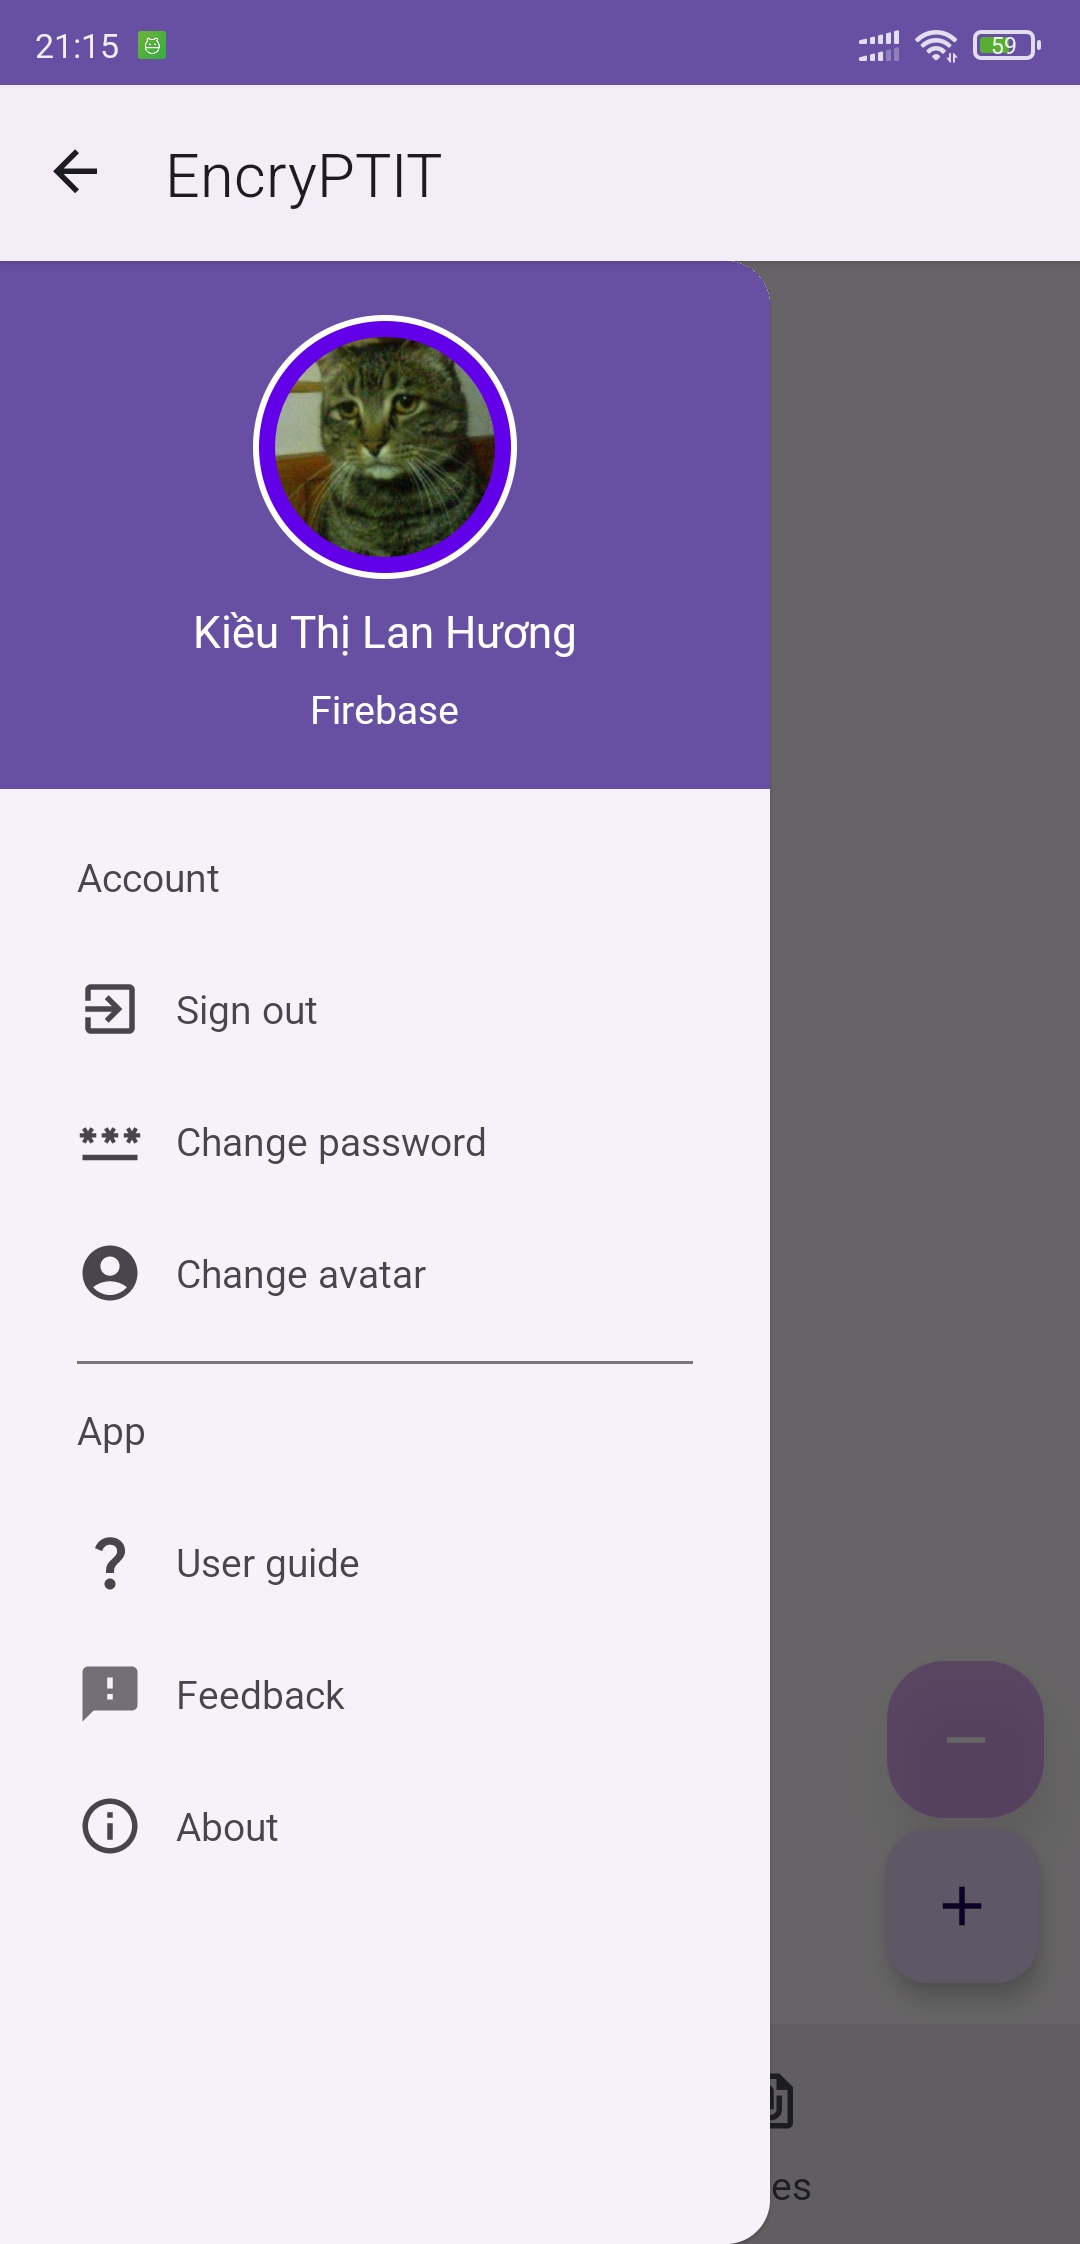 21:15
59
EncryPTIT
Kiều Thị Lan Hương
Firebase
Account
Sign out
*** Change password
Change avatar
App
? User guide
Feedback
About
es